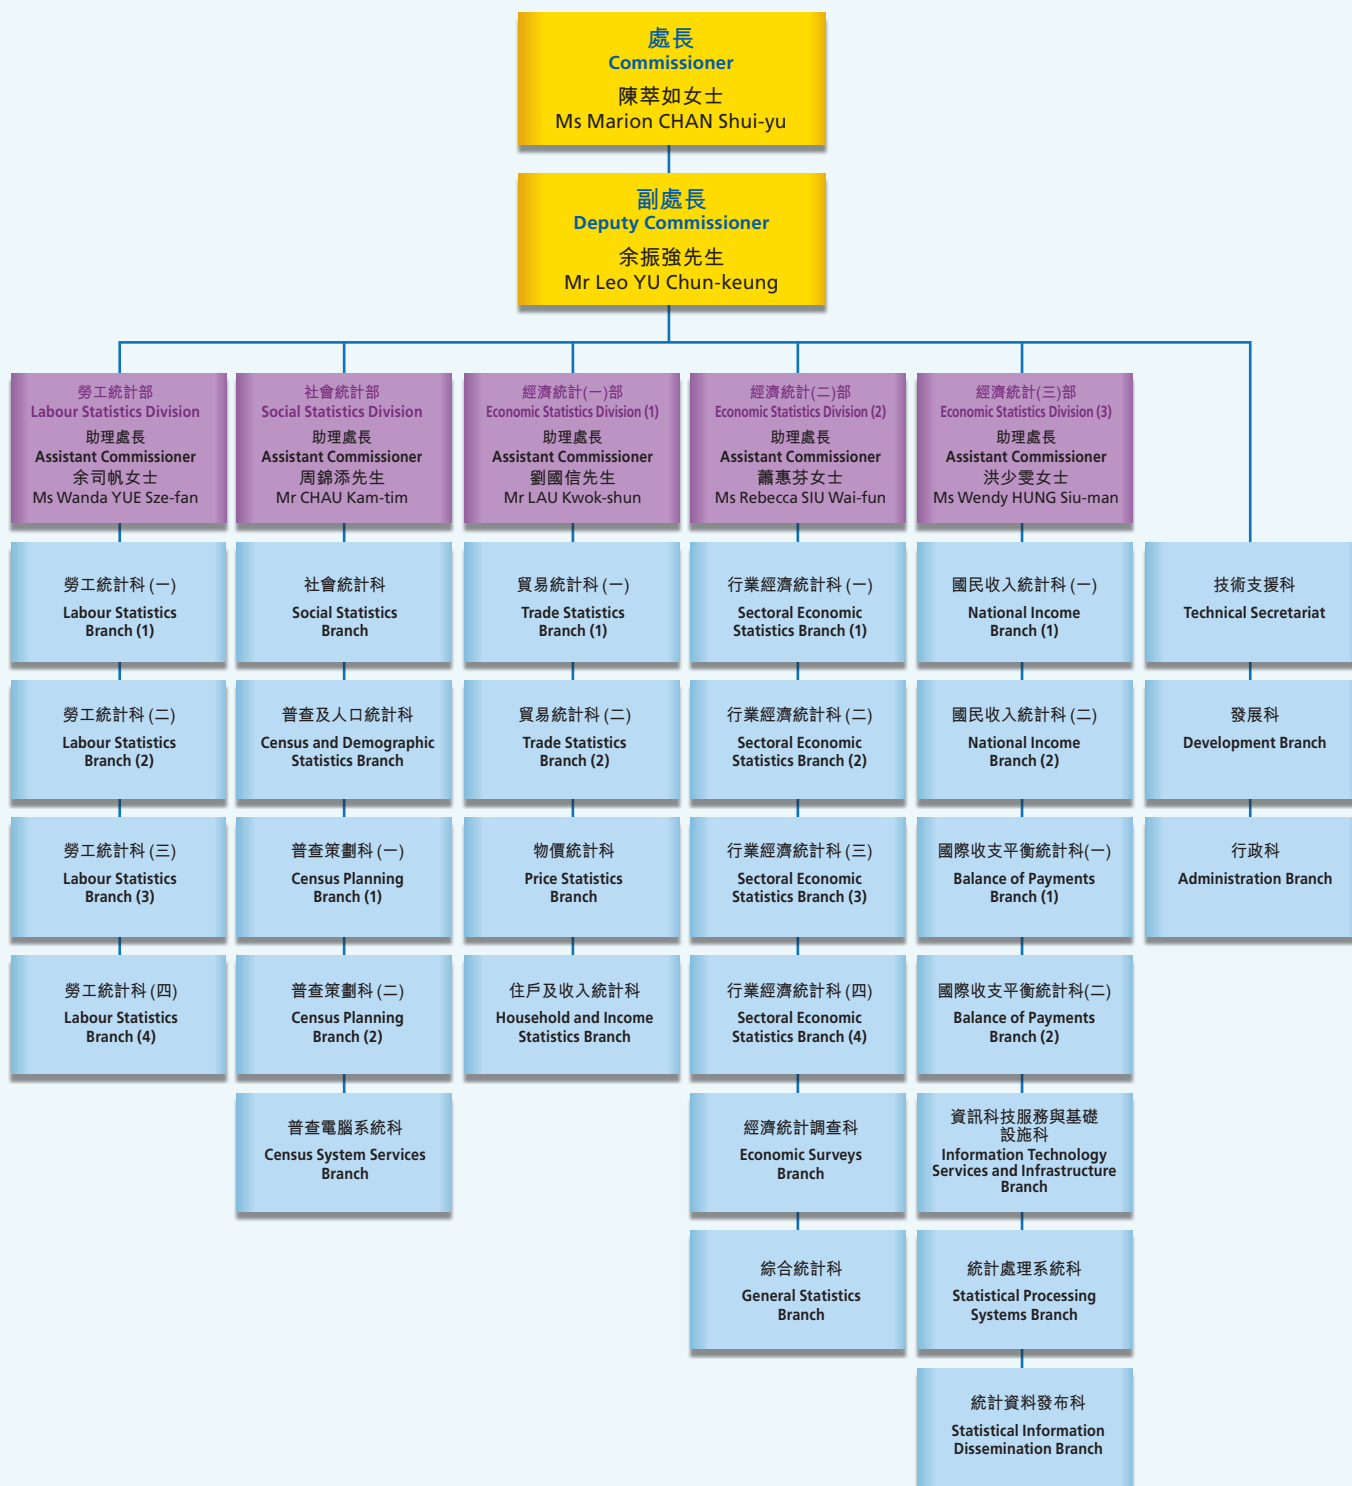 處長
Commissioner
陳萃如女士
Ms Marion CHAN Shui-yu
副處長
Deputy Commissioner
余振強先生
Mr Leo YU Chun-keung
勞工統計部
Labour Statistics Division
助理處長
Assistant Commissioner
余司帆女士
Ms Wanda YUE Sze-fan
勞工統計科 (一)
Labour Statistics
Branch (1)
勞工統計科 (二)
Labour Statistics
Branch (2)
勞工統計科 (三)
Labour Statistics
Branch (3)
勞工統計科 (四)
Labour Statistics
Branch (4)
社會統計部
Social Statistics Division
助理處長
Assistant Commissioner
周錦添先生
Mr CHAU Kam-tim
社會統計科
Social Statistics
Branch
普查及人口統計科
Census and Demographic
Statistics Branch
普查策劃科 (一)
Census Planning
Branch (1)
普查策劃科 (二)
Census Planning
Branch (2)
普查電腦系統科
Census System Services
Branch
經濟統計(一)部
Economic Statistics Division (1)
助理處長
Assistant Commissioner
劉國信先生
Mr LAU Kwok-shun
貿易統計科 (一)
Trade Statistics
Branch (1)
貿易統計科 (二)
Trade Statistics
Branch (2)
物價統計科
Price Statistics
Branch
住戶及收入統計科
Household and Income
Statistics Branch
經濟統計(二)部
Economic Statistics Division (2)
助理處長
Assistant Commissioner
蕭惠芬女士
Ms Rebecca SIU Wai-fun
行業經濟統計科 (一)
Sectoral Economic
Statistics Branch (1)
行業經濟統計科 (二)
Sectoral Economic
Statistics Branch (2)
行業經濟統計科 (三)
Sectoral Economic
Statistics Branch (3)
行業經濟統計科 (四)
Sectoral Economic
Statistics Branch (4)
經濟統計調查科
Economic Surveys
Branch
綜合統計科
General Statistics
Branch
經濟統計(三)部
Economic Statistics Division (3)
助理處長
Assistant Commissioner
洪少雯女士
Ms Wendy HUNG Siu-man
國民收入統計科 (一)
National Income
Branch (1)
國民收入統計科 (二)
National Income
Branch (2)
國際收支平衡統計科(一)
Balance of Payments
Branch (1)
國際收支平衡統計科(二)
Balance of Payments
Branch (2)
資訊科技服務與基礎
設施科
Information Technology
Services and Infrastructure
Branch
統計處理系統科
Statistical Processing
Systems Branch
統計資料發布科
Statistical Information
Dissemination Branch
技術支援科
Technical Secretariat
發展科
Development Branch
行政科
Administration Branch